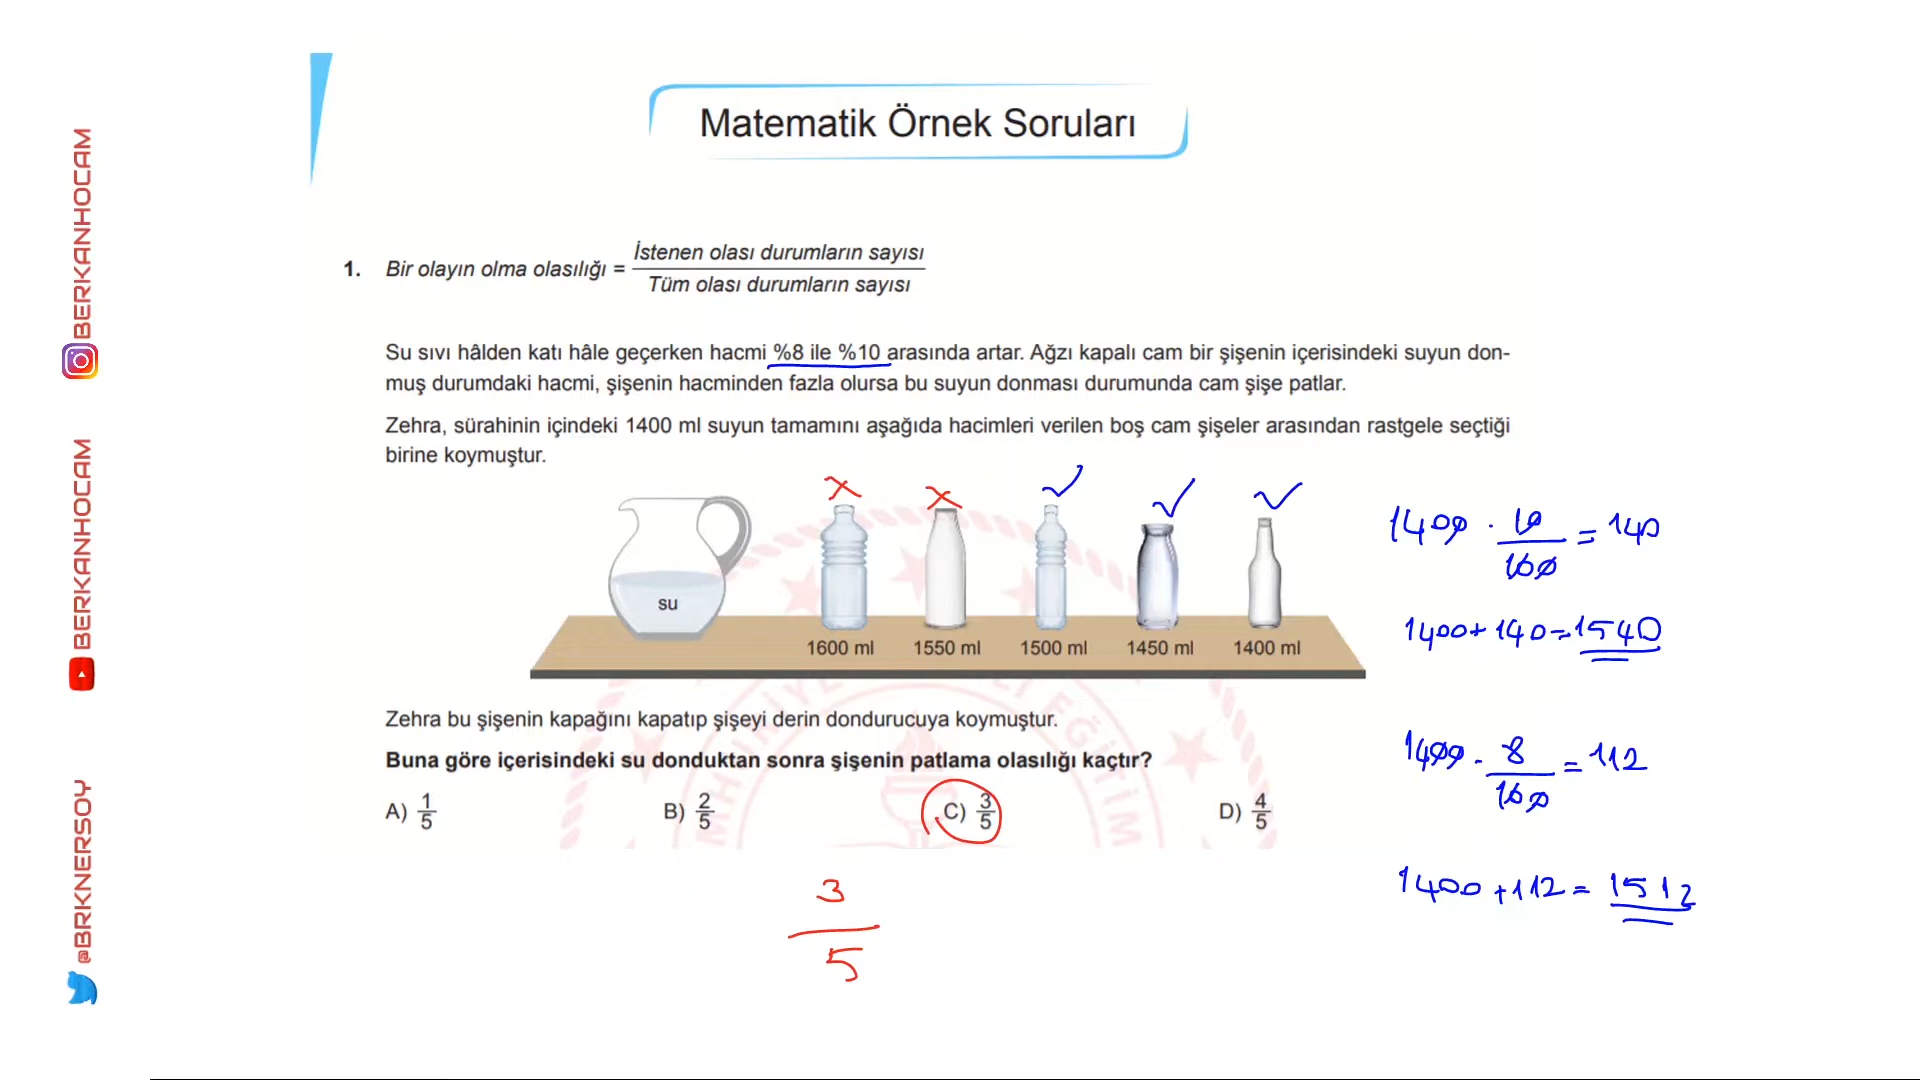 BERKANHOCAM
BERKANHOCAM
@BRKNERSOY
Matematik Örnek Soruları
1. Bir olayın olma olasılığı = İstenen olası durumların sayısı
Tüm olası durumların sayısı
Su sıvı hâlden katı hâle geçerken hacmi %8 ile %10 arasında artar. Ağzı kapalı cam bir şişenin içerisindeki suyun don-
muş durumdaki hacmi, şişenin hacminden fazla olursa bu suyun donması durumunda cam şişe patlar.
Zehra, sürahinin içindeki 1400 ml suyun tamamını aşağıda hacimleri verilen boş cam şişeler arasından rastgele seçtiği
birine koymuştur.
su
1600 ml 1550 ml 1500 ml 1450 ml 1400 ml
1400 · 10/100 = 140
1400+140=1540
Zehra bu şişenin kapağını kapatıp şişeyi derin dondurucuya koymuştur.
Buna göre içerisindeki su donduktan sonra şişenin patlama olasılığı kaçtır?
A) 1/5 B) 2/5 C) 3/5 D) 4/5
1400 · 8/100 = 112
1400+112=1512
3
5